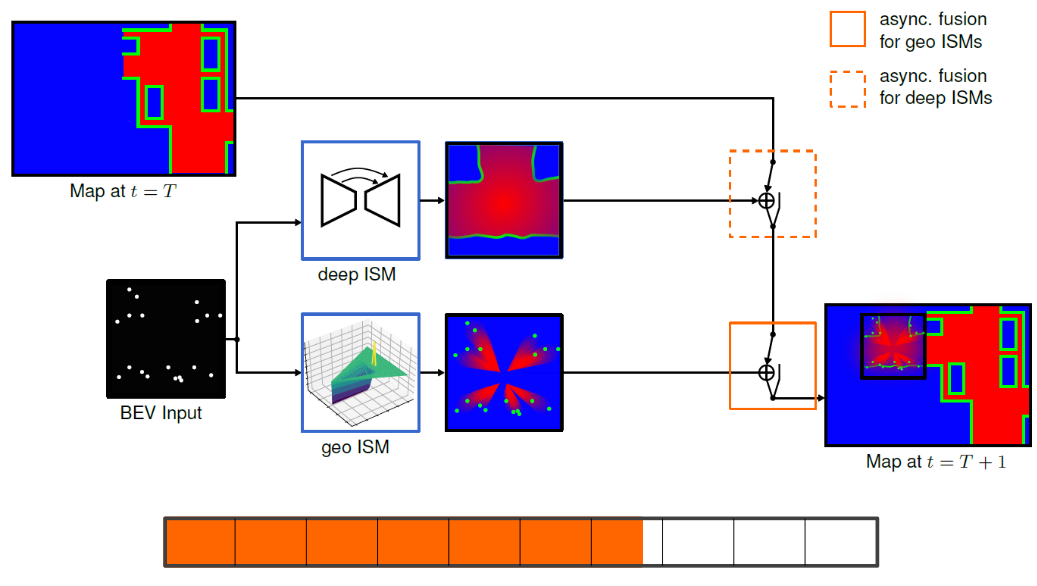 async. fusion
for geo ISMs
async. fusion
for deep ISMs
Map at t = T
deep ISM
BEV Input
geo ISM
Map at t = T + 1